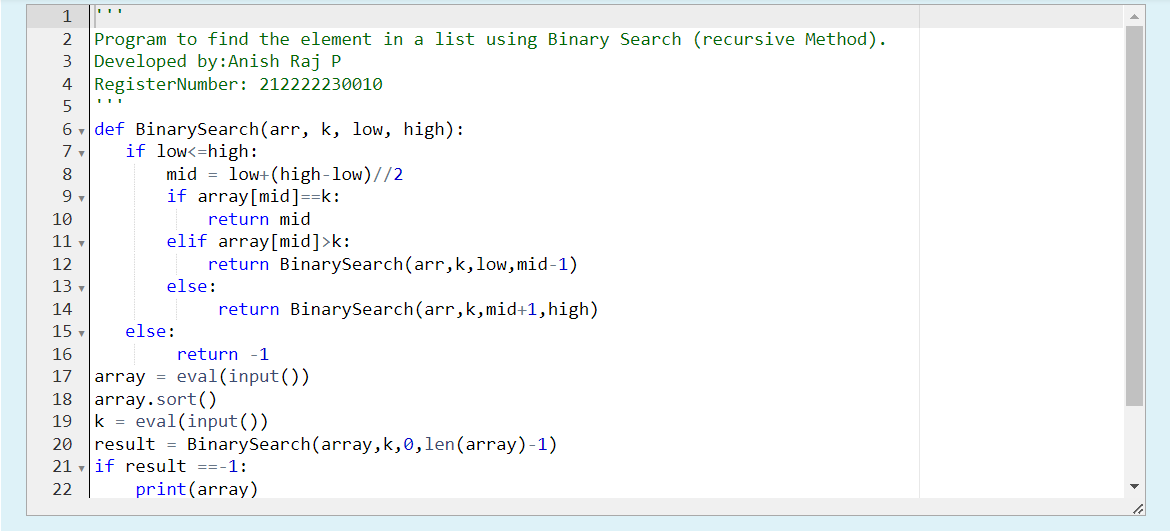 1 '''
2 Program to find the element in a list using Binary Search (recursive Method).
3 Developed by:Anish Raj P
4 RegisterNumber: 212222230010
5 '''
6 def BinarySearch(arr, k, low, high):
7    if low<=high:
8        mid = low+(high-low)//2
9        if array[mid]==k:
10            return mid
11        elif array[mid]>k:
12            return BinarySearch(arr,k,low,mid-1)
13        else:
14             return BinarySearch(arr,k,mid+1,high)
15    else:
16         return -1
17 array = eval(input())
18 array.sort()
19 k = eval(input())
20 result = BinarySearch(array,k,0,len(array)-1)
21 if result ==-1:
22     print(array)